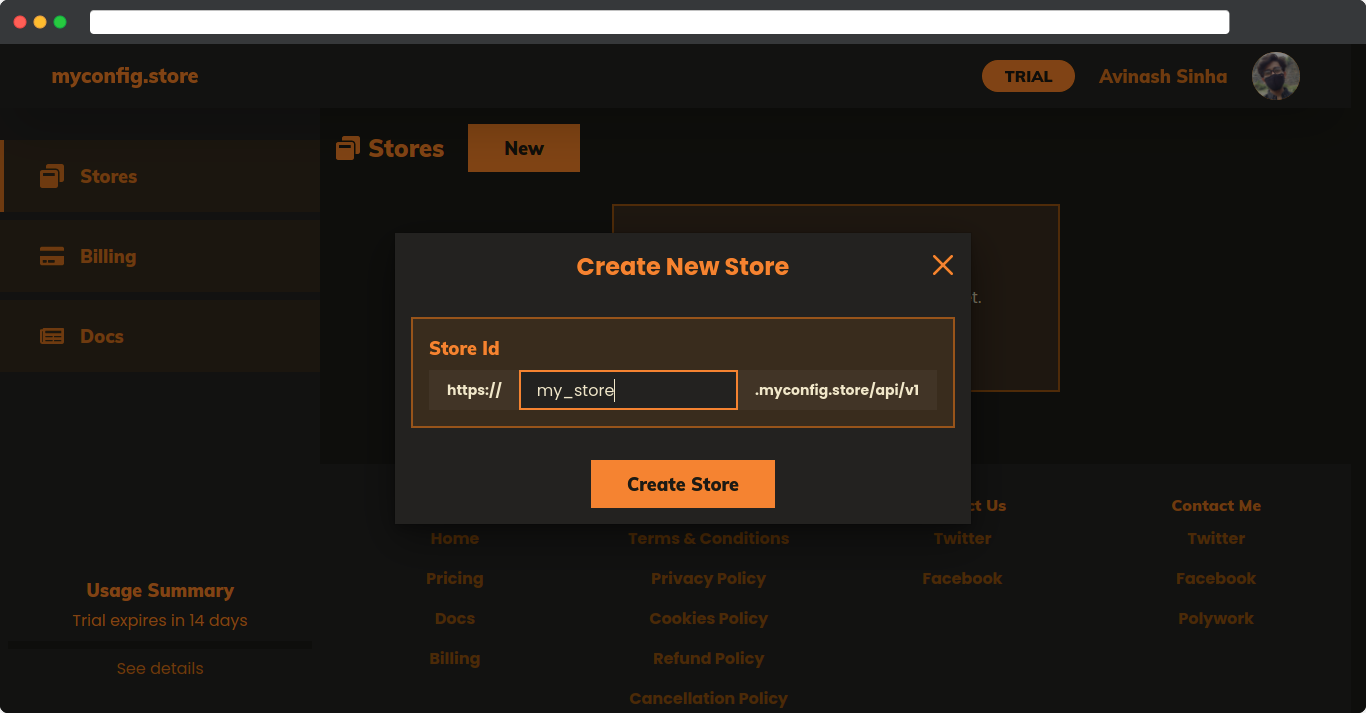 myconfig.store
TRIAL
Avinash Sinha
Stores
Billing
Docs
Stores
New
t.
Create New Store
Store Id
https://
my_store
.myconfig.store/api/v1
Create Store
Usage Summary
Trial expires in 14 days
See details
Home
Pricing
Docs
Billing
Terms & Conditions
Privacy Policy
Cookies Policy
Refund Policy
Cancellation Policy
ct Us
Twitter
Facebook
Contact Me
Twitter
Facebook
Polywork